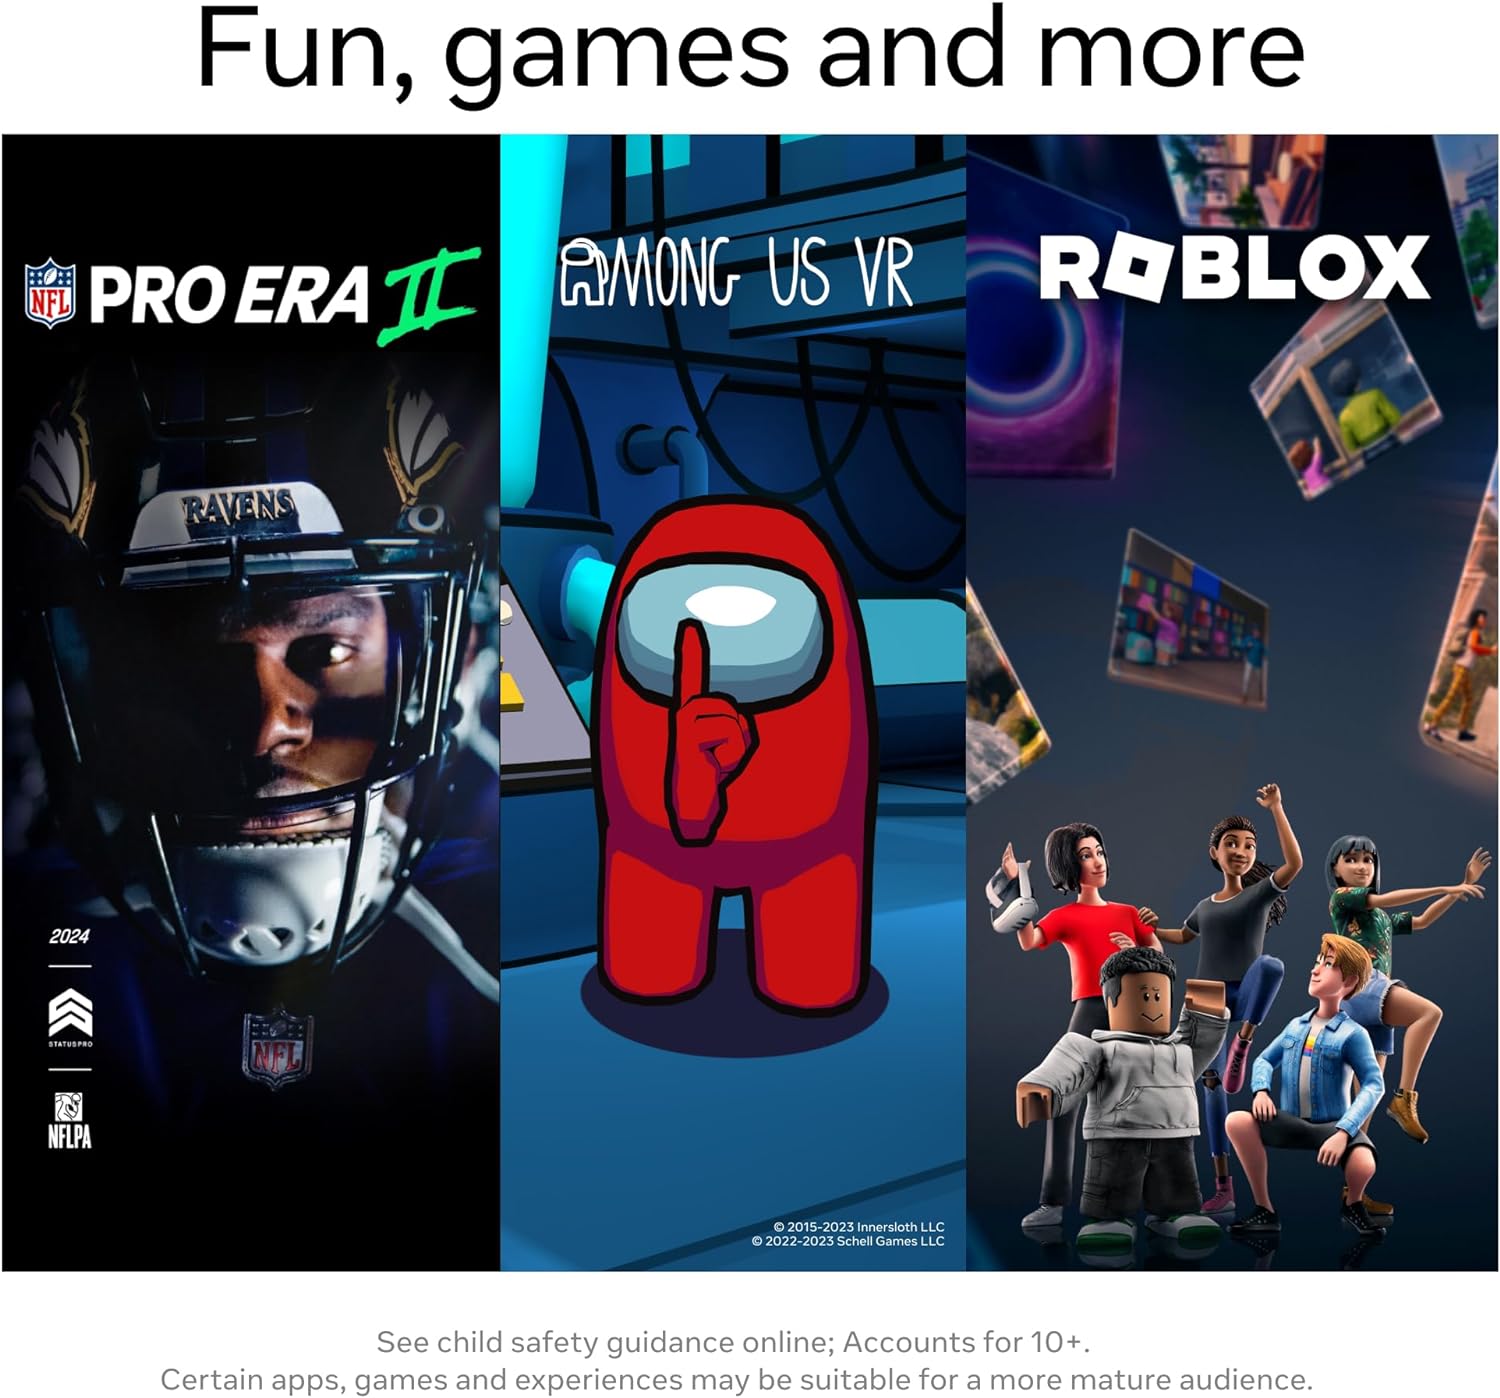 Fun, games and more
NFL PRO ERA II
AMONG US VR
ROBLOX
RAVENS
2024
STATUSPRO
NFL
NFLPA
© 2015-2023 Innersloth LLC
© 2022-2023 Schell Games LLC
See child safety guidance online; Accounts for 10+.
Certain apps, games and experiences may be suitable for a more mature audience.